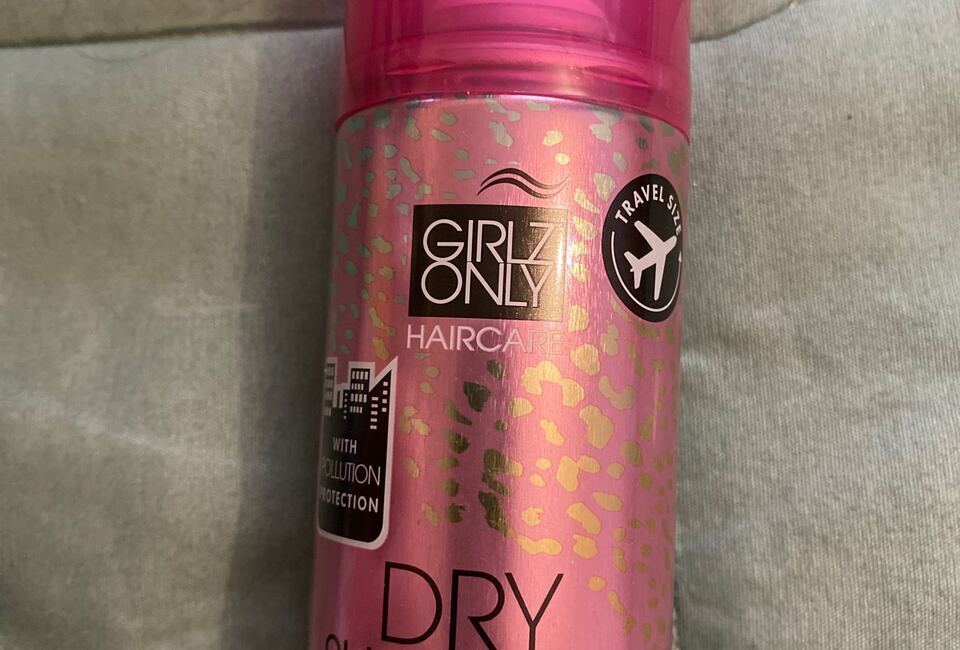 TRAVEL SIZE
GIRLZ
ONLY
HAIRCARE
WITH
POLLUTION
PROTECTION
DRY